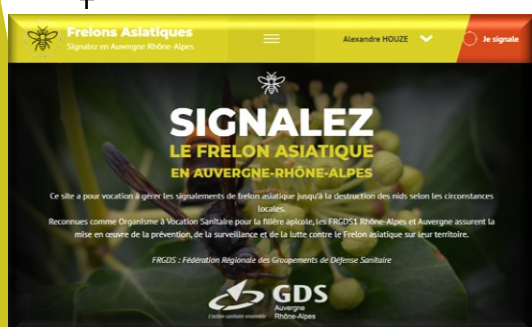 Frelons Asiatiques
Signalez en Auvergne Rhône-Alpes
Alexandre HOUZE
Je signale
SIGNALEZ
LE FRELON ASIATIQUE
EN AUVERGNE-RHÔNE-ALPES
Ce site a pour vocation à gérer les signalements de frelon asiatique jusqu'à la destruction des nids selon les circonstances
locales.
Reconnues comme Organisme à Vocation Sanitaire pour la filière apicole, les FRGDS1 Rhône-Alpes et Auvergne assurent la
mise en œuvre de la prévention, de la surveillance et de la lutte contre le Frelon asiatique sur leur territoire.
FRGDS : Fédération Régionale des Groupements de Défense Sanitaire
GDS
Auvergne
Rhône-Alpes
L'action sanitaire ensemble